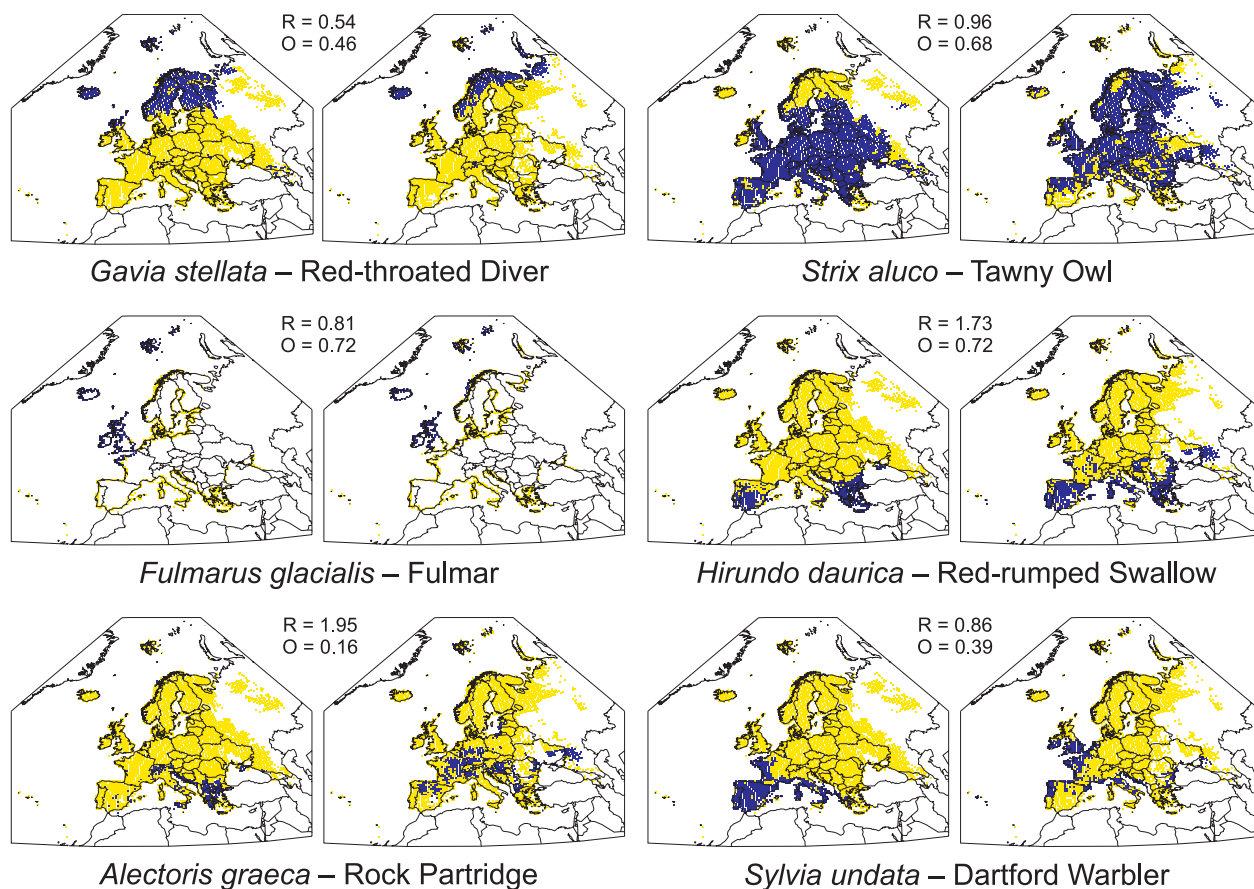 R = 0.54
O = 0.46
R = 0.96
O = 0.68
Gavia stellata – Red-throated Diver
Strix aluco – Tawny Owl
R = 0.81
O = 0.72
R = 1.73
O = 0.72
Fulmarus glacialis – Fulmar
Hirundo daurica – Red-rumped Swallow
R = 1.95
O = 0.16
R = 0.86
O = 0.39
Alectoris graeca – Rock Partridge
Sylvia undata – Dartford Warbler